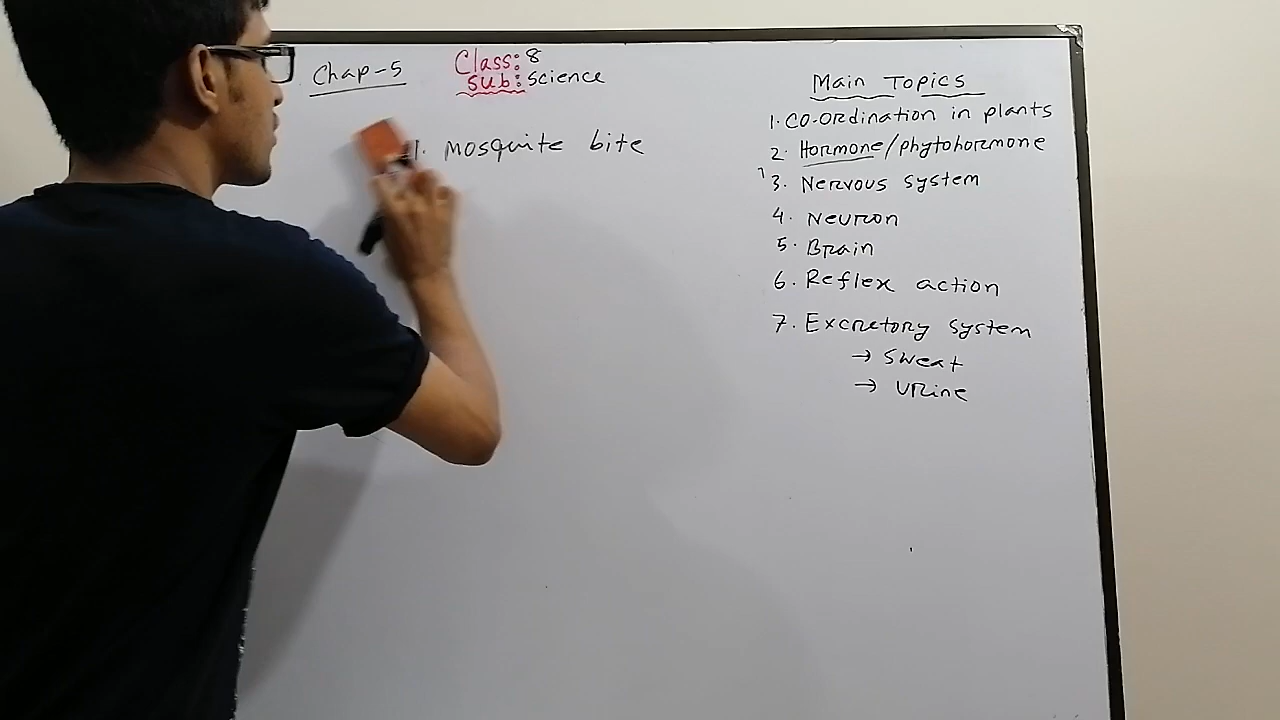 Chap-5
Class: 8
Sub: science
1. Mosquite bite
Main Topics
1. CO-ORdination in plants
2. Hormone/phytohormone
3. Nervous system
4. Neuron
5. Brain
6. Reflex action
7. Excretory system
→ Sweat
→ Urine